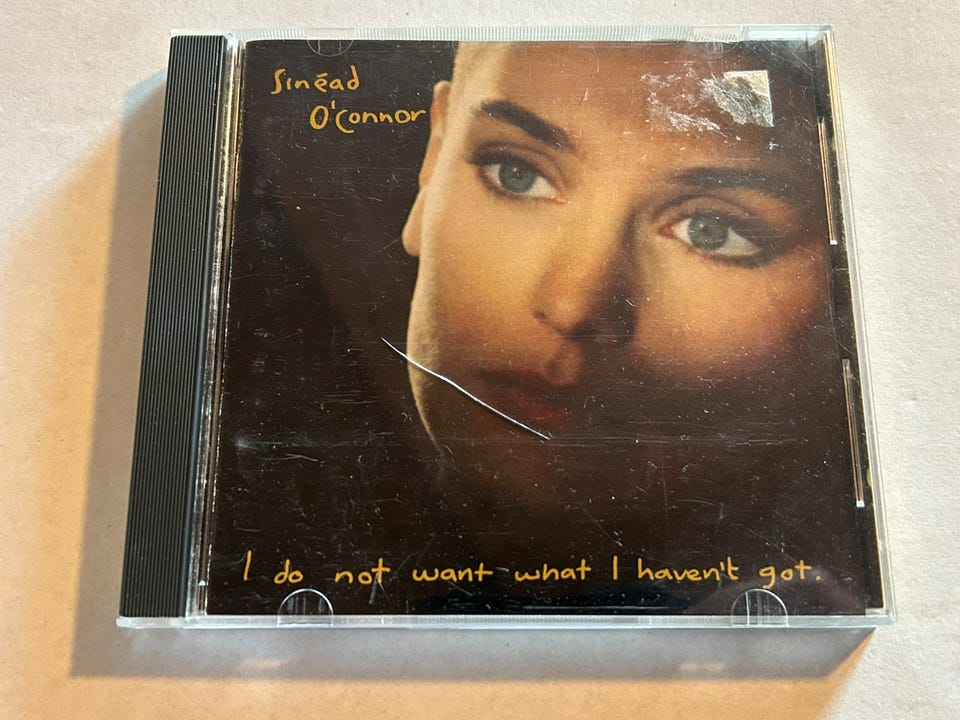 Sinéad
O'Connor
I do not want what I haven't got.